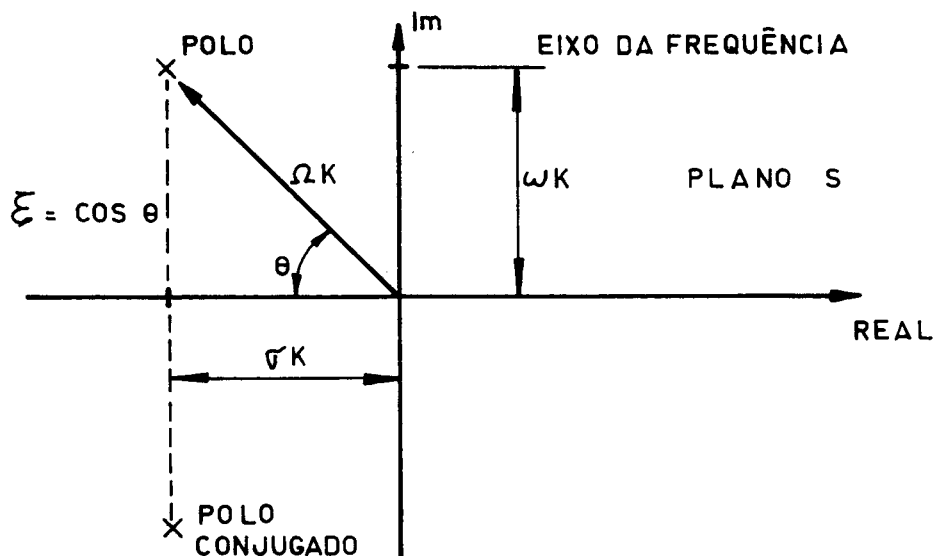 Im
POLO
EIXO DA FREQUÊNCIA
ΩK
ωK
PLANO S
ξ = COS θ
θ
REAL
σK
POLO
CONJUGADO